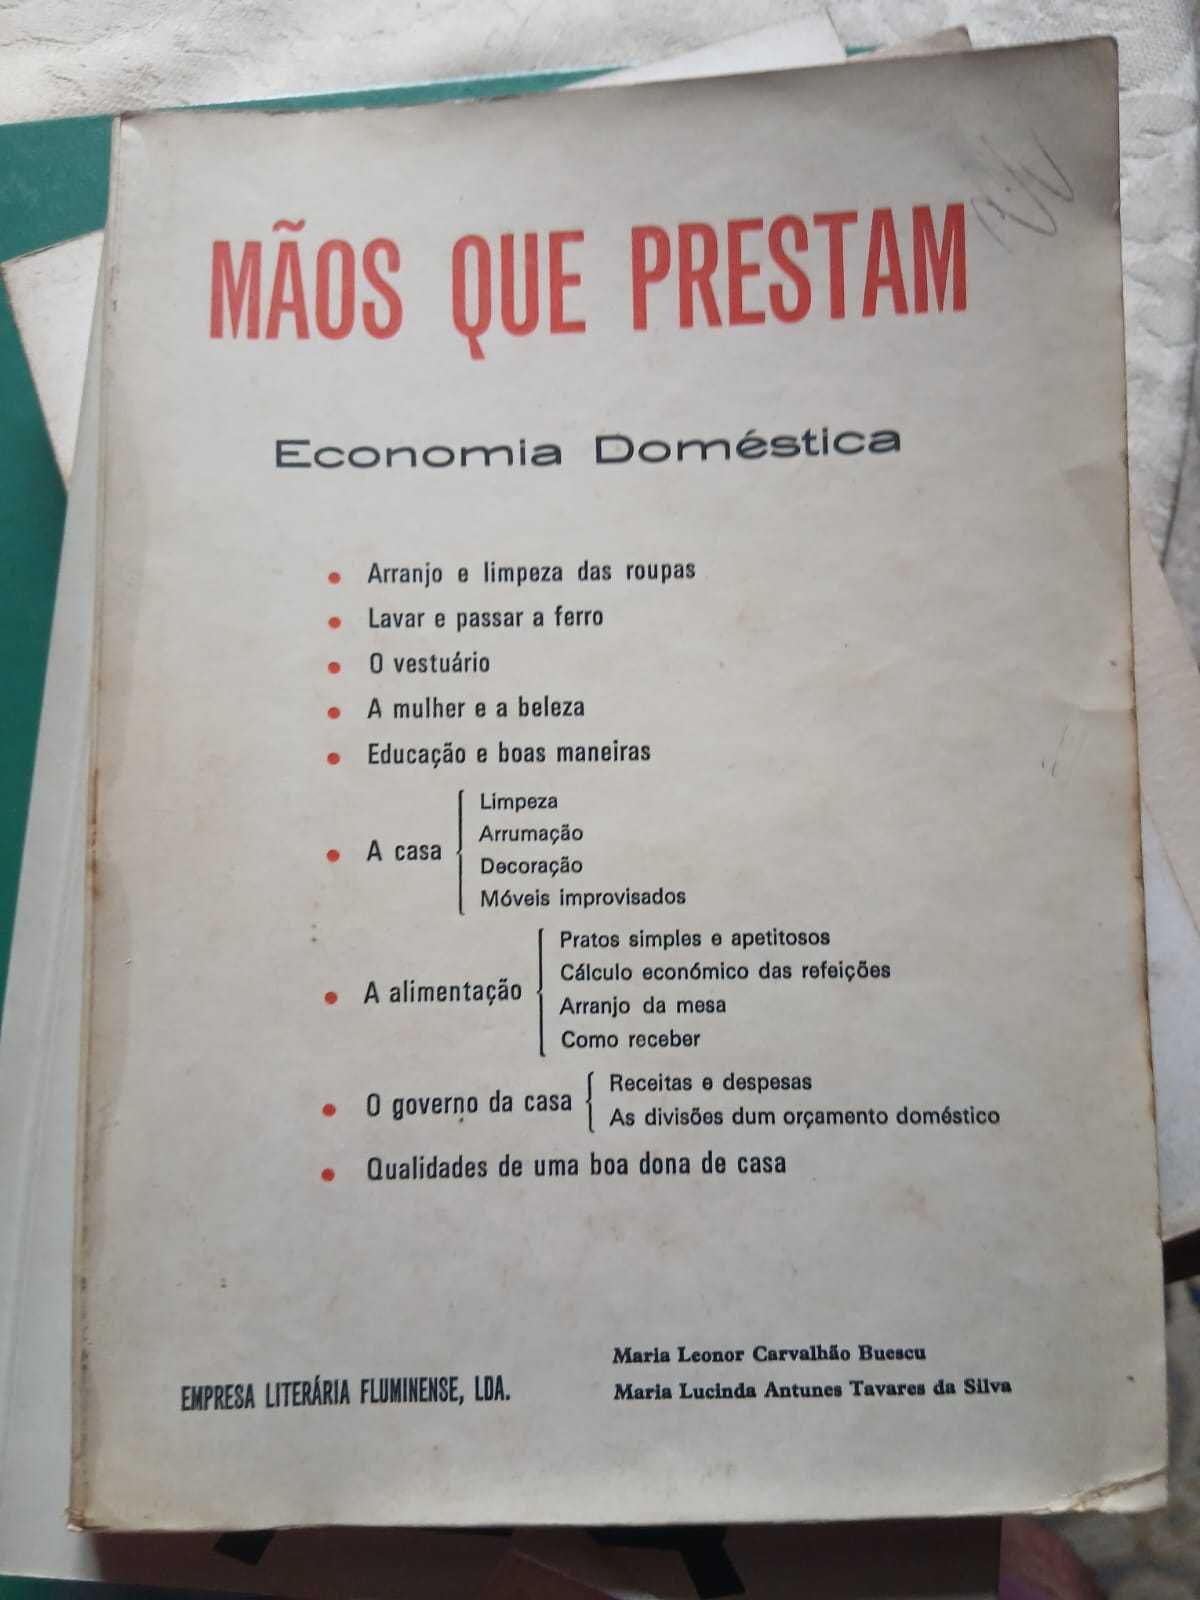 MÃOS QUE PRESTAM
Economia Doméstica
• Arranjo e limpeza das roupas
• Lavar e passar a ferro
• O vestuário
• A mulher e a beleza
• Educação e boas maneiras
• A casa
Limpeza
Arrumação
Decoração
Móveis improvisados
• A alimentação
Pratos simples e apetitosos
Cálculo económico das refeições
Arranjo da mesa
Como receber
• O governo da casa
Receitas e despesas
As divisões dum orçamento doméstico
• Qualidades de uma boa dona de casa
EMPRESA LITERÁRIA FLUMINENSE, LDA.
Maria Leonor Carvalhão Buescu
Maria Lucinda Antunes Tavares da Silva